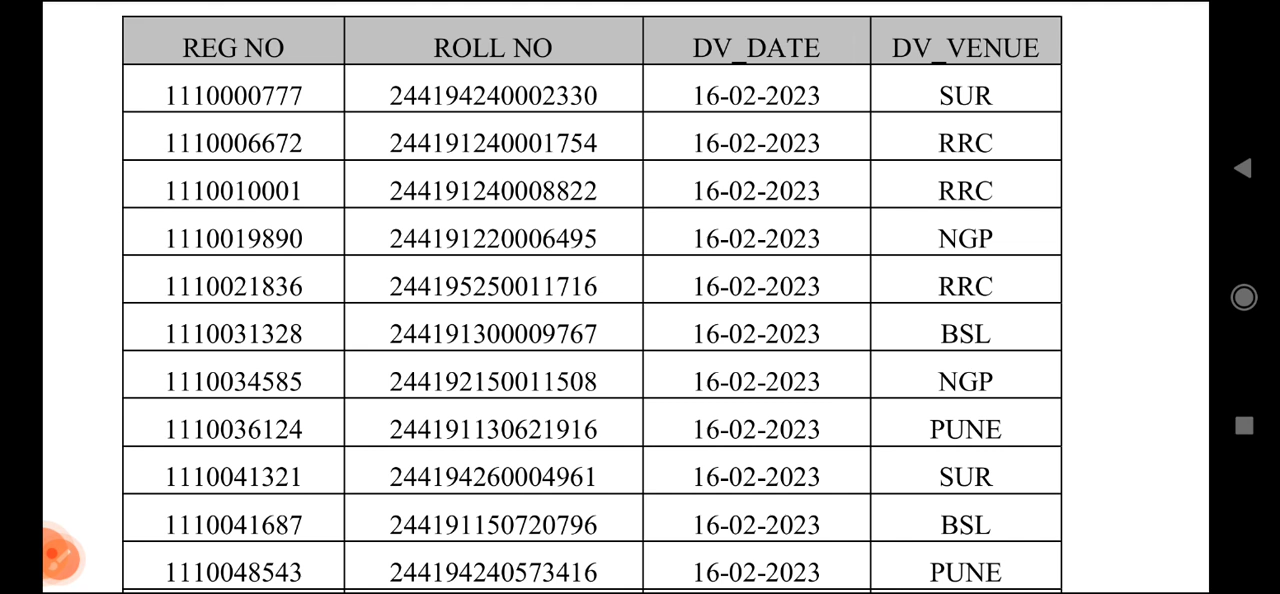 REG NO ROLL NO DV_DATE DV_VENUE
1110000777 244194240002330 16-02-2023 SUR
1110006672 244191240001754 16-02-2023 RRC
1110010001 244191240008822 16-02-2023 RRC
1110019890 244191220006495 16-02-2023 NGP
1110021836 244195250011716 16-02-2023 RRC
1110031328 244191300009767 16-02-2023 BSL
1110034585 244192150011508 16-02-2023 NGP
1110036124 244191130621916 16-02-2023 PUNE
1110041321 244194260004961 16-02-2023 SUR
1110041687 244191150720796 16-02-2023 BSL
1110048543 244194240573416 16-02-2023 PUNE